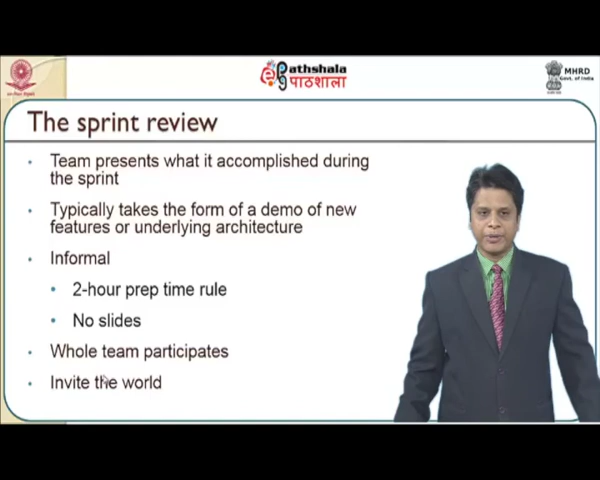 ePathshala
पाठशाला
MHRD
Govt. of India
The sprint review
• Team presents what it accomplished during
the sprint
• Typically takes the form of a demo of new
features or underlying architecture
• Informal
• 2-hour prep time rule
• No slides
• Whole team participates
• Invite the world